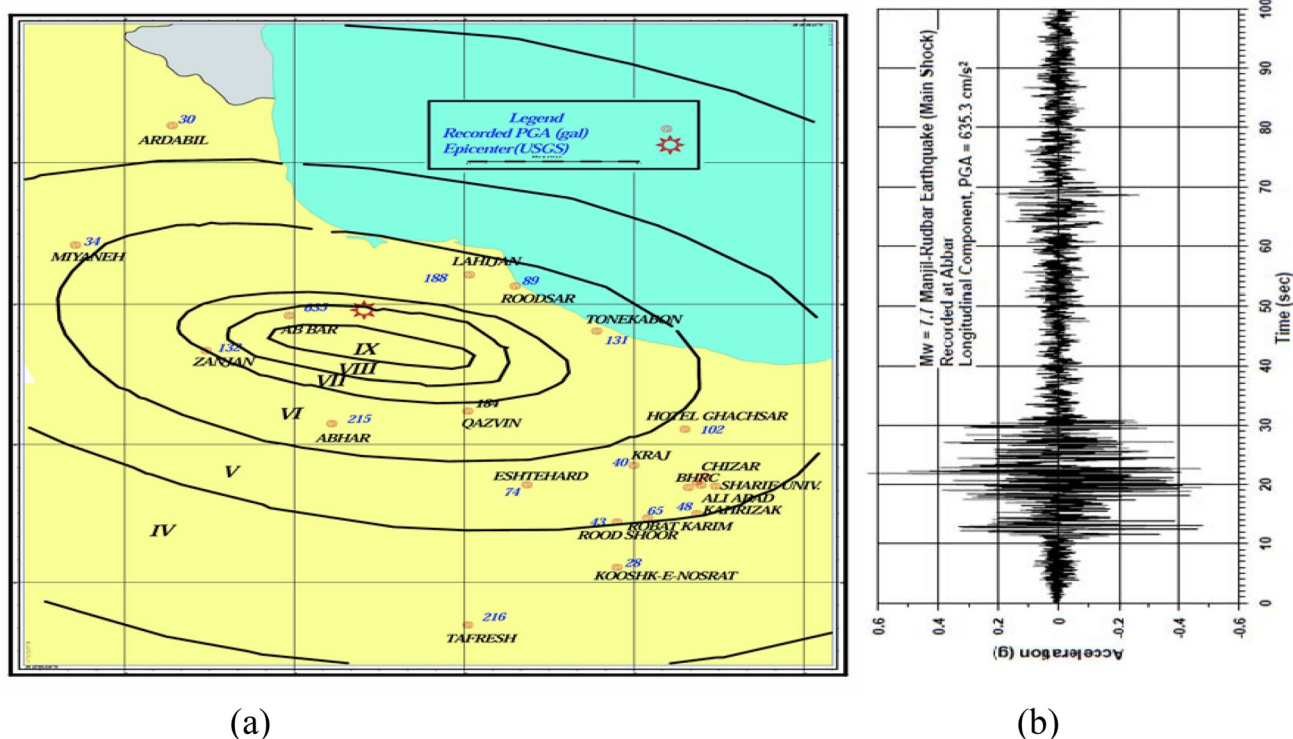 Legend
Recorded PGA (gal)
Epicenter(USGS)
30
ARDABIL
34
MIYANEH
LAHIJAN
188
89
ROODSAR
635
AB BAR
TONEKABON
131
132
ZANJAN
IX
VIII
VII
VI
V
IV
215
ABHAR
184
QAZVIN
HOTEL GHACHSAR
102
40
KRAJ
ESHTEHARD
74
CHIZAR
BHRC
SHARIF UNIV.
ALI ABAD
48
KAHRIZAK
65
43
ROBAT KARIM
ROOD SHOOR
28
KOOSHK-E-NOSRAT
216
TAFRESH
(a)
Mw = 7.7 Manjil-Rudbar Earthquake (Main Shock)
Recorded at Abbar
Longitudinal Component, PGA = 635.3 cm/s²
0
10
20
30
40
50
60
70
80
90
100
Time (sec)
0.6
0.4
0.2
0
-0.2
-0.4
-0.6
Acceleration (g)
(b)